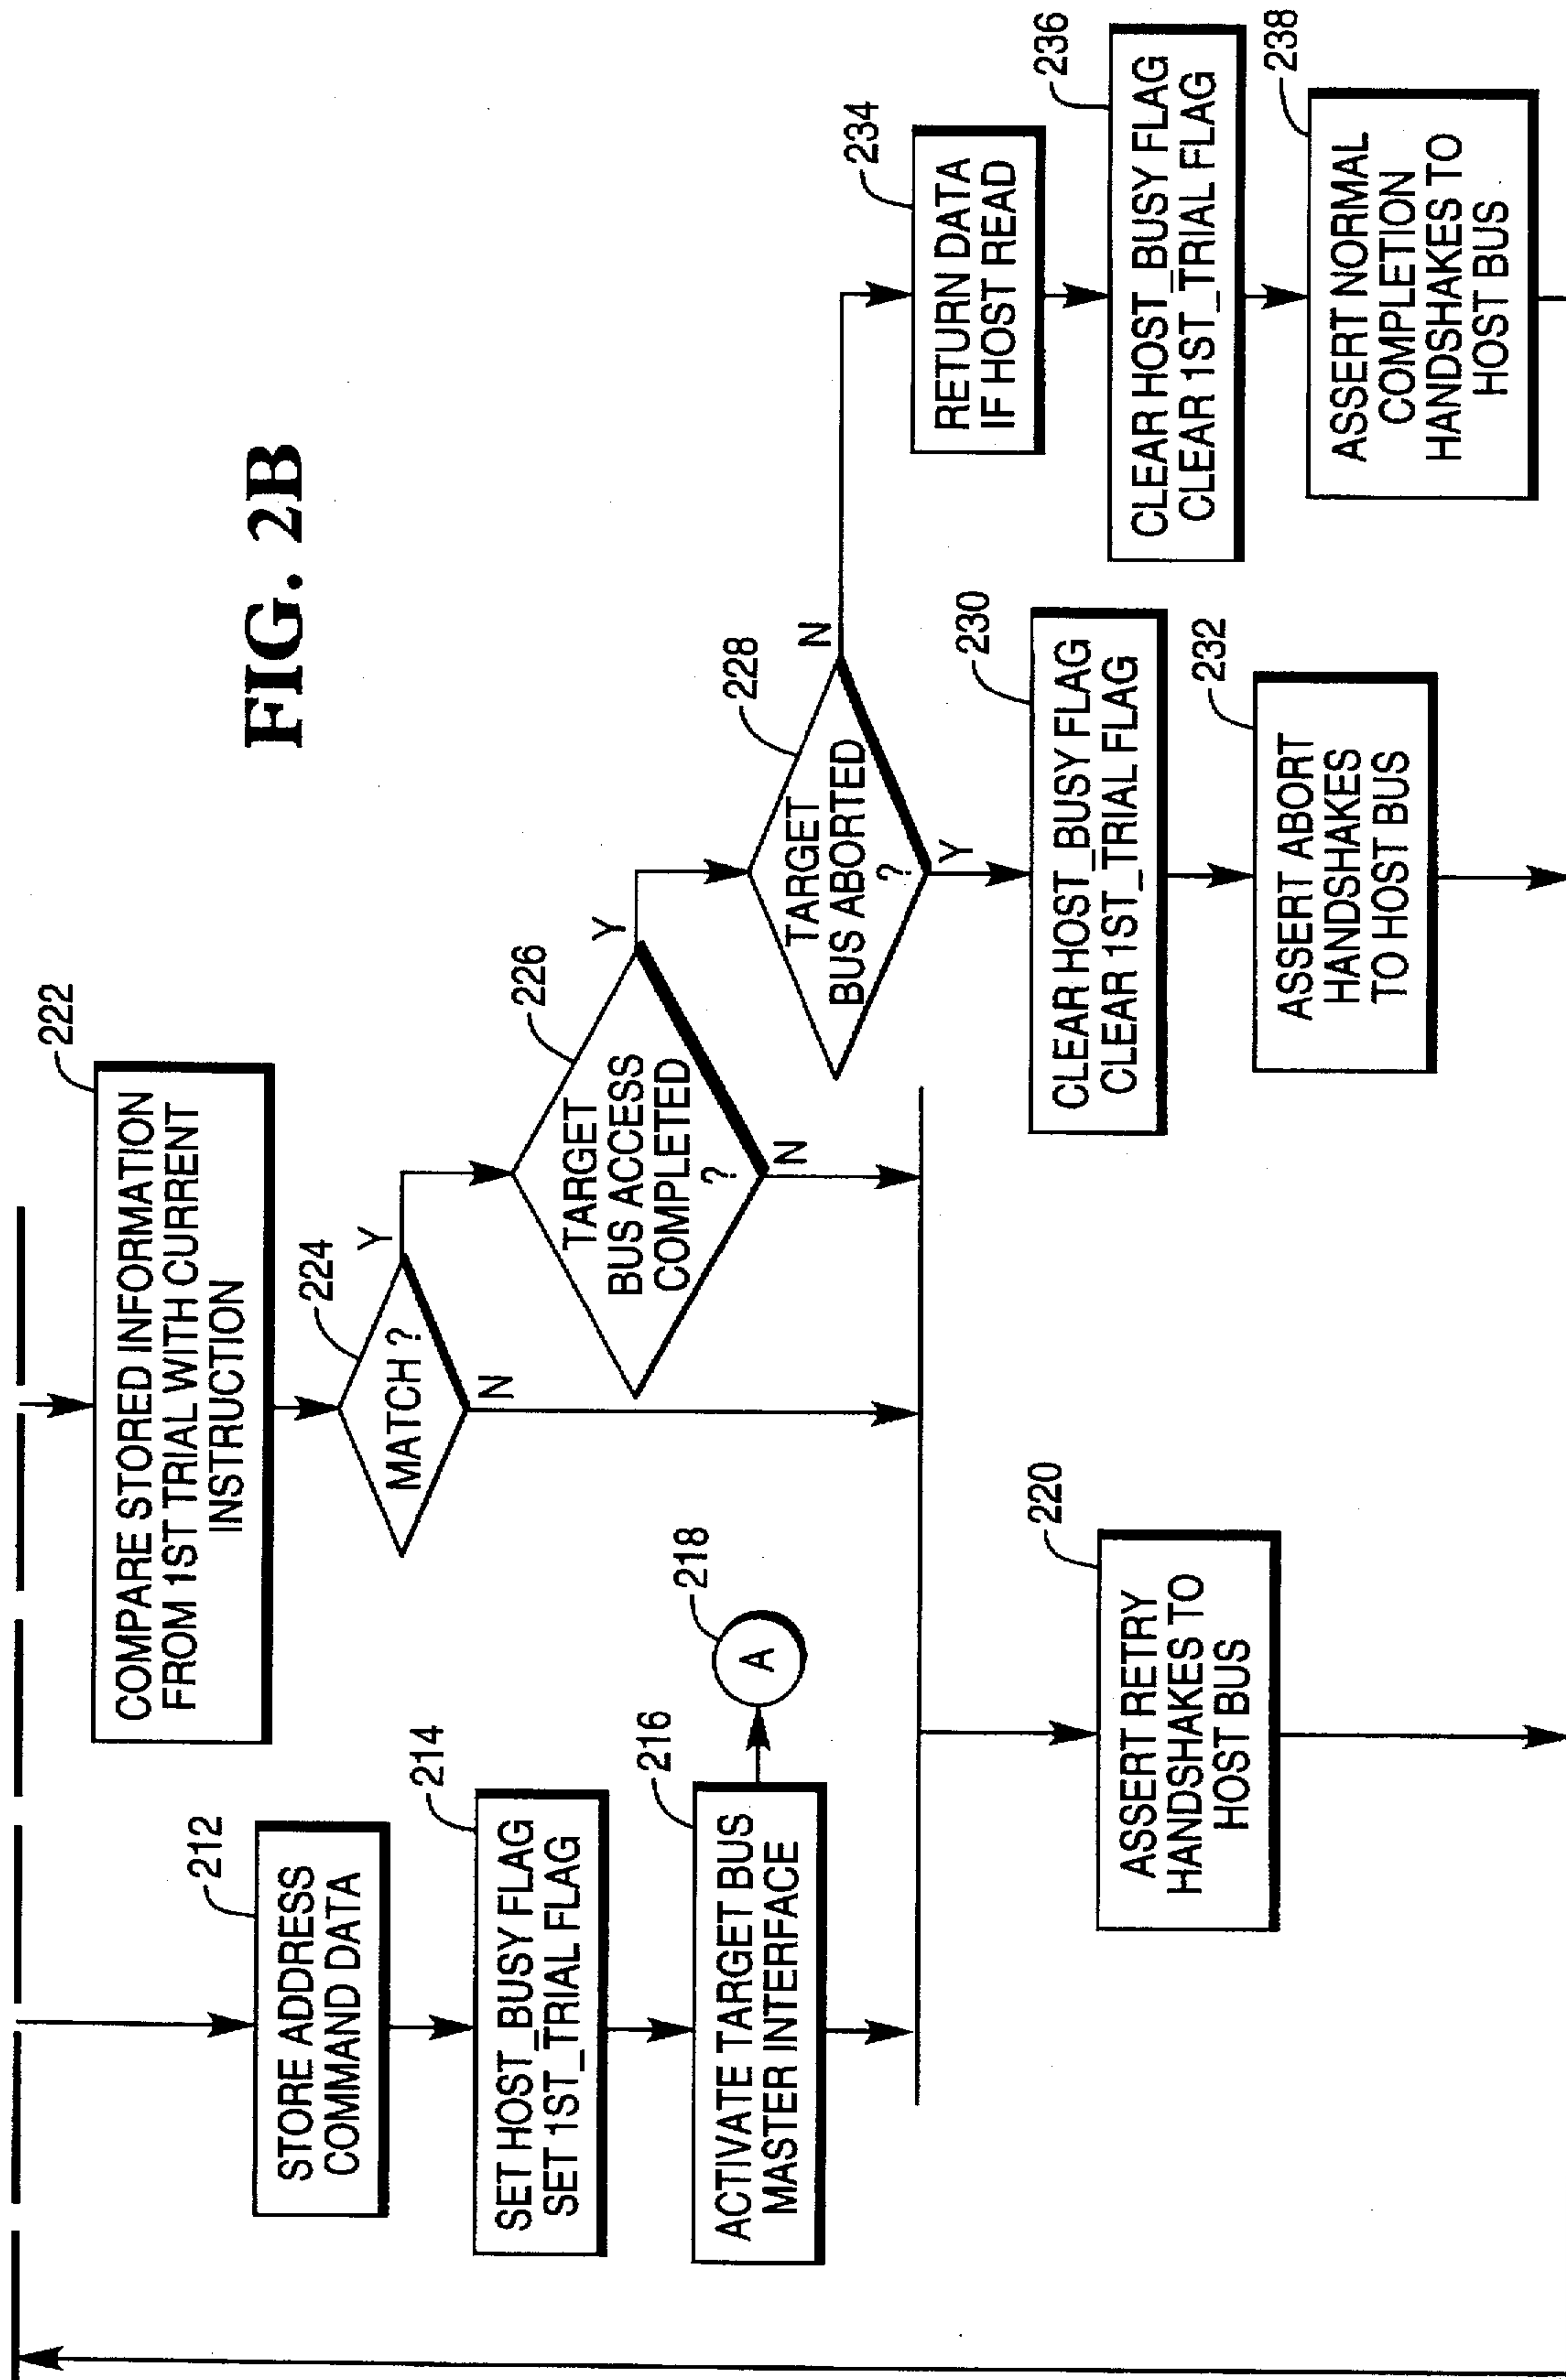 FIG. 2B
222
COMPARE STORED INFORMATION
FROM 1ST TRIAL WITH CURRENT
INSTRUCTION
224
MATCH ?
Y
N
226
TARGET
BUS ACCESS
COMPLETED
?
Y
N
228
TARGET
BUS ABORTED
?
N
Y
212
STORE ADDRESS
COMMAND DATA
214
SET HOST_BUSY FLAG
SET 1ST_TRIAL FLAG
216
ACTIVATE TARGET BUS
MASTER INTERFACE
218
A
220
ASSERT RETRY
HANDSHAKES TO
HOST BUS
230
CLEAR HOST_BUSY FLAG
CLEAR 1ST_TRIAL FLAG
232
ASSERT ABORT
HANDSHAKES
TO HOST BUS
234
RETURN DATA
IF HOST READ
236
CLEAR HOST_BUSY FLAG
CLEAR 1ST_TRIAL FLAG
238
ASSERT NORMAL
COMPLETION
HANDSHAKES TO
HOST BUS